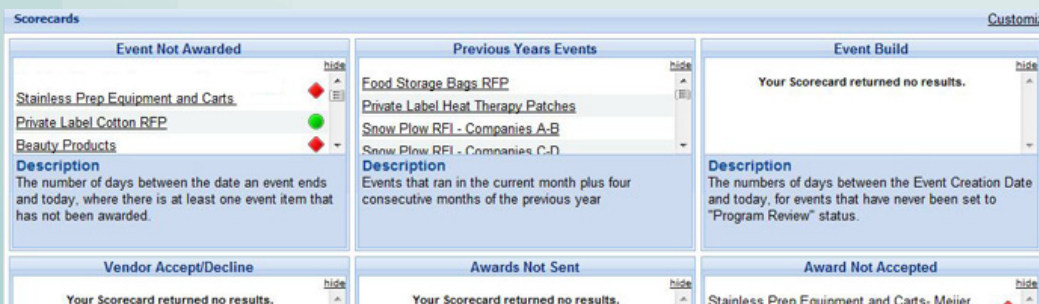 Scorecards
Customi
Event Not Awarded
hide
Stainless Prep Equipment and Carts
Private Label Cotton RFP
Beauty Products
Description
The number of days between the date an event ends
and today, where there is at least one event item that
has not been awarded.
Previous Years Events
hide
Food Storage Bags RFP
Private Label Heat Therapy Patches
Snow Plow RFI - Companies A-B
Snow Plow RFI - Companies C-D
Description
Events that ran in the current month plus four
consecutive months of the previous year
Event Build
hide
Your Scorecard returned no results.
Description
The numbers of days between the Event Creation Date
and today, for events that have never been set to
"Program Review" status.
Vendor Accept/Decline
hide
Your Scorecard returned no results.
Awards Not Sent
hide
Your Scorecard returned no results.
Award Not Accepted
hide
Stainless Prep Equipment and Carts- Meijer